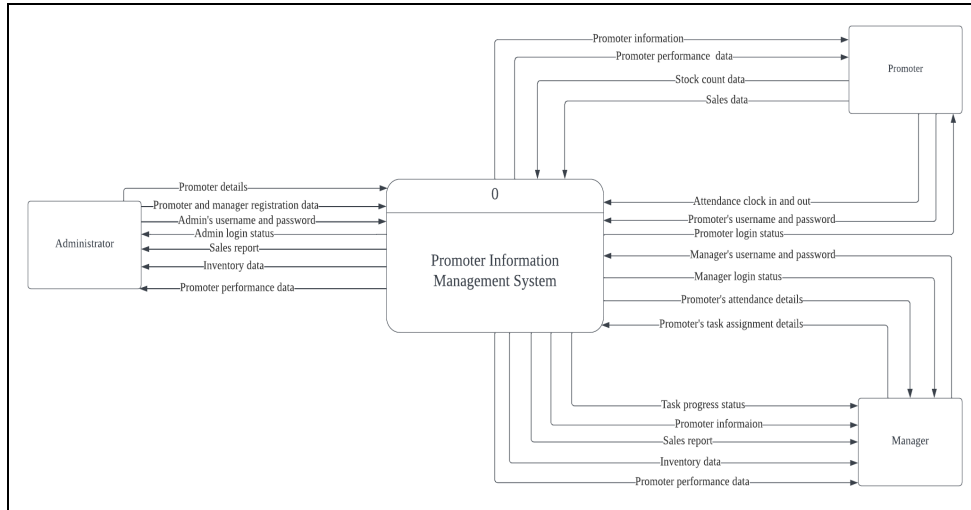 Promoter information
Promoter performance data
Stock count data
Sales data
Promoter
Promoter details
Promoter and manager registration data
Admin's username and password
Admin login status
Sales report
Inventory data
Promoter performance data
Administrator
0
Promoter Information
Management System
Attendance clock in and out
Promoter's username and password
Promoter login status
Manager's username and password
Manager login status
Promoter's attendance details
Promoter's task assignment details
Task progress status
Promoter informaion
Sales report
Inventory data
Promoter performance data
Manager